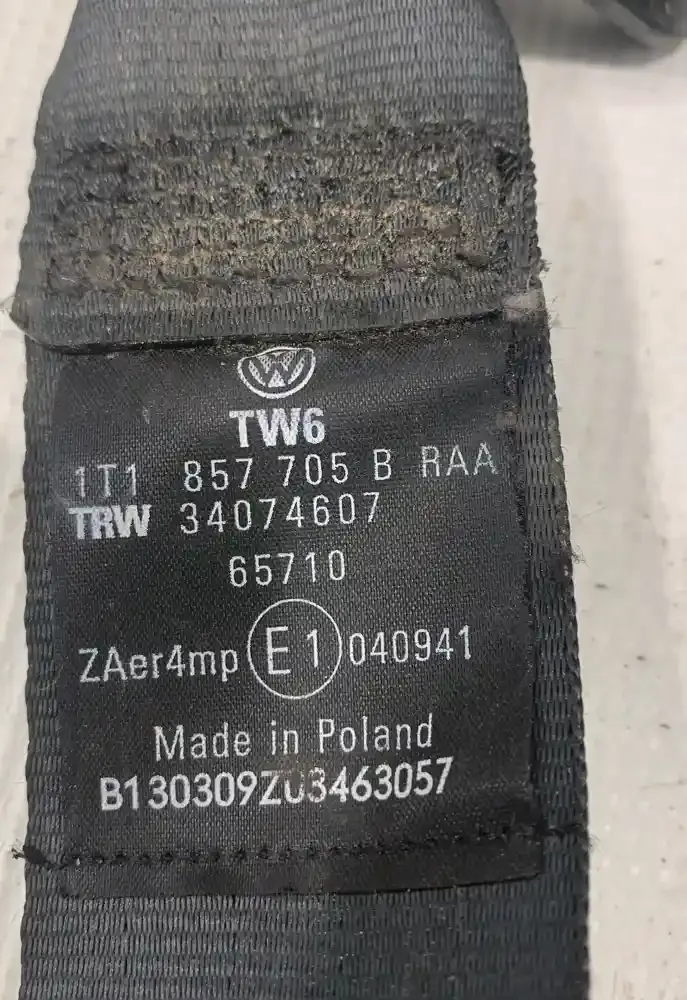 TW6
1T1 857 705 B RAA
TRW 34074607
65710
ZAer4mp E1 040941
Made in Poland
B130309Z03463057